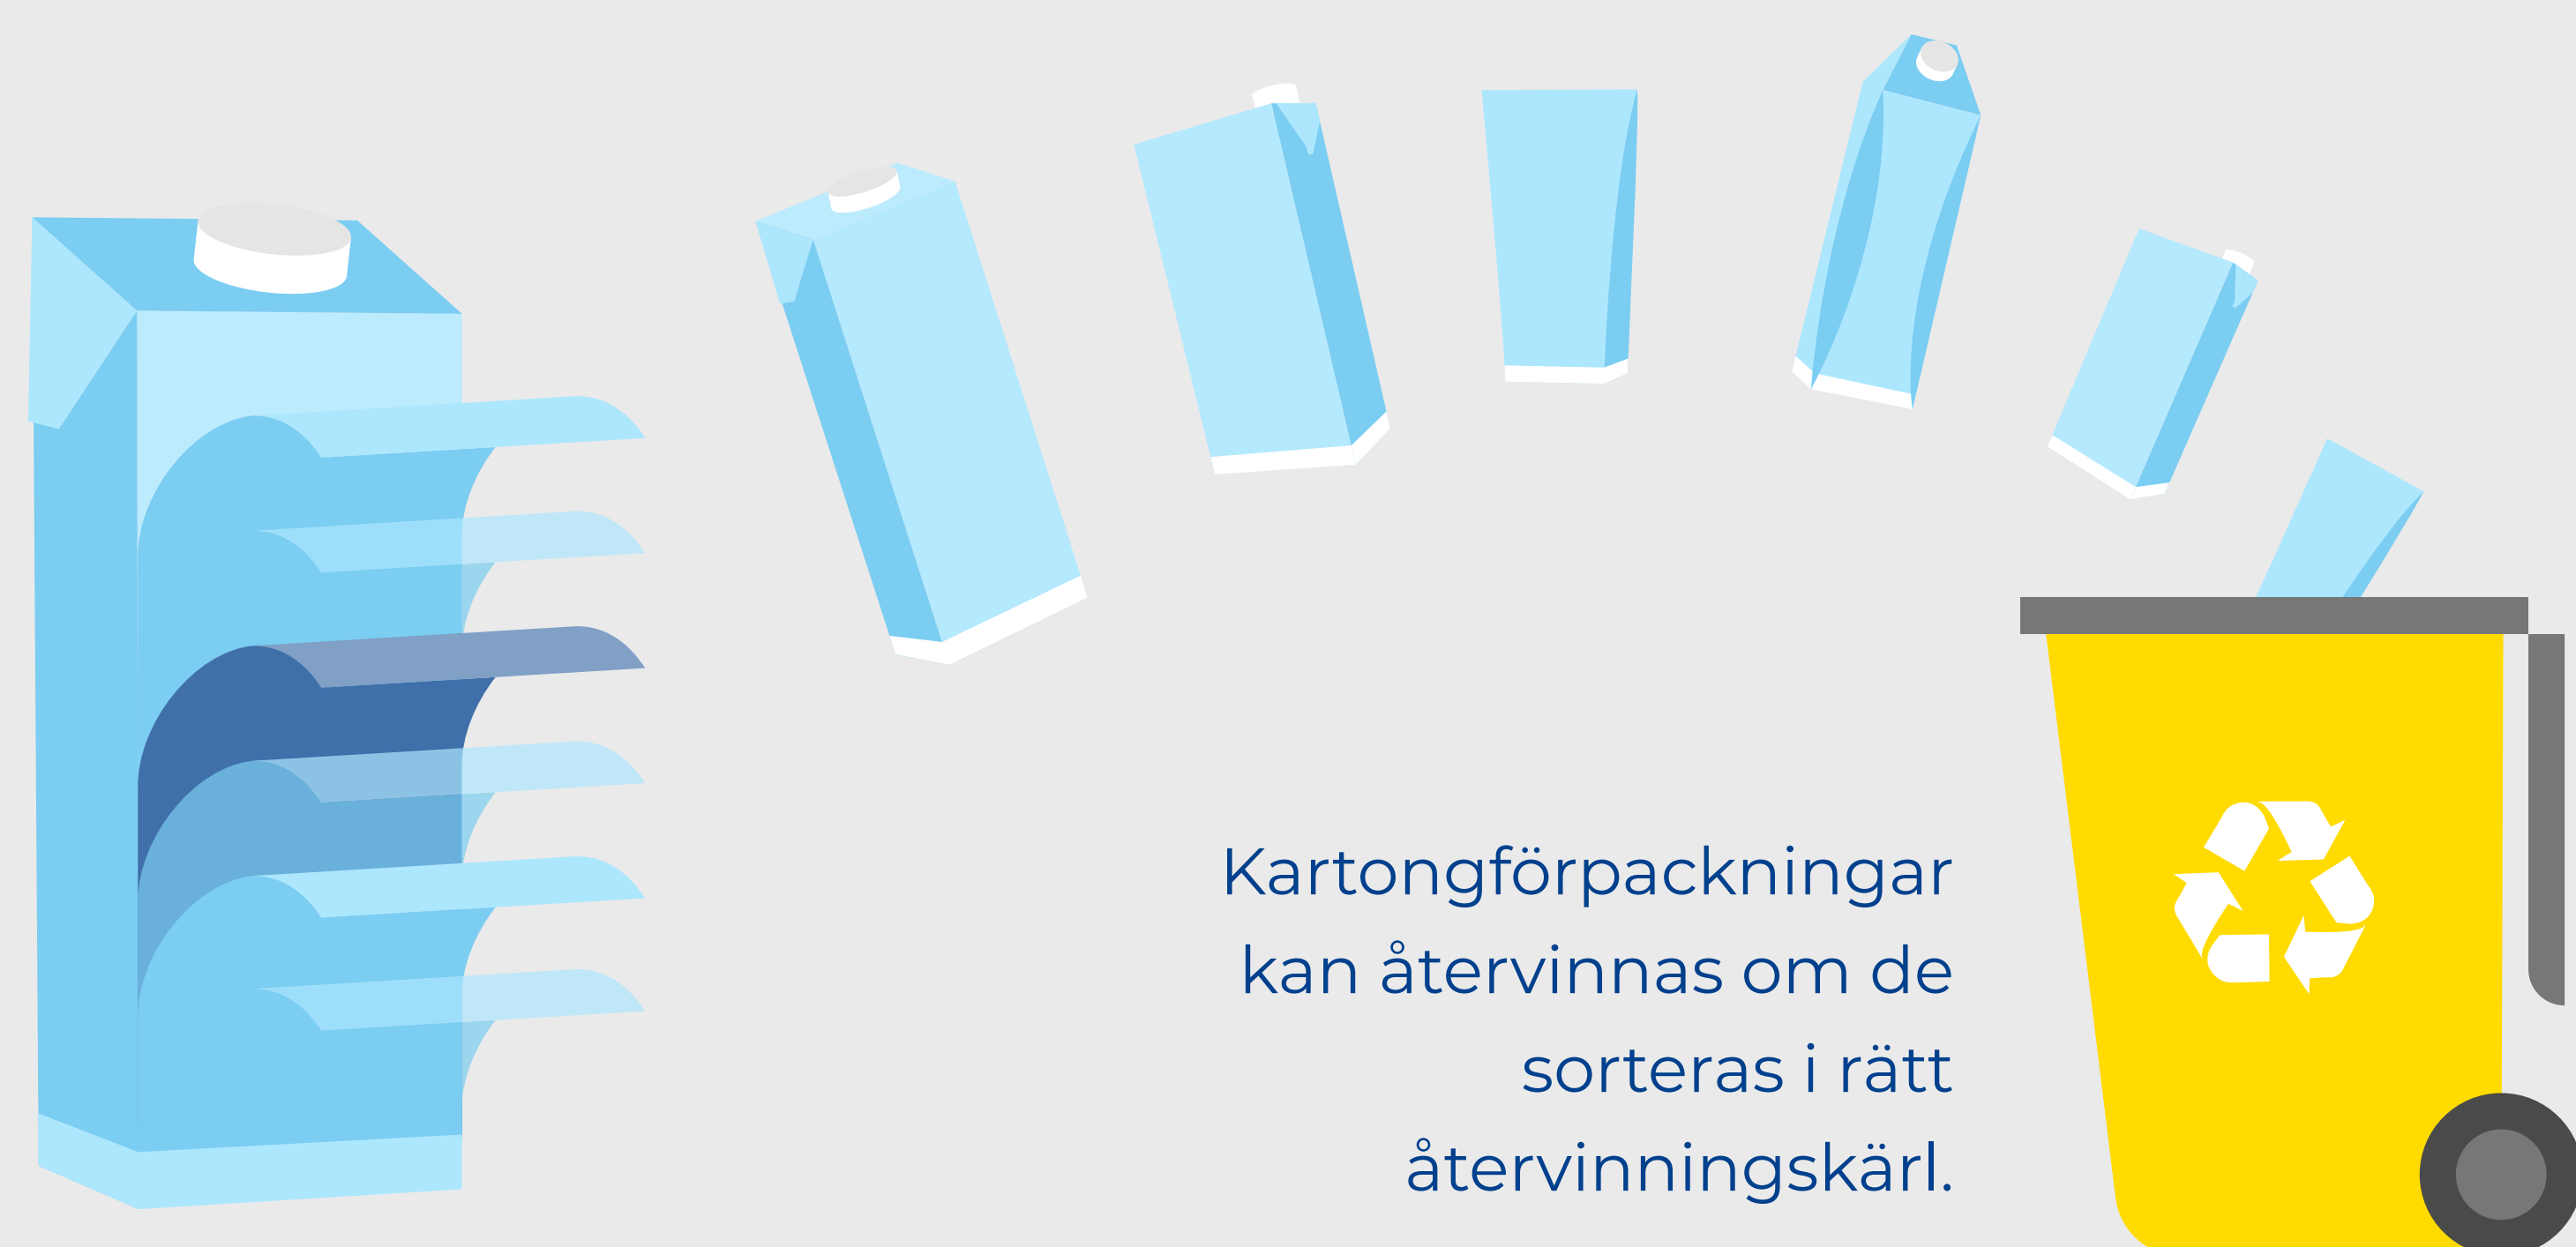 Kartongförpackningar
kan återvinnas om de
sorteras i rätt
återvinningskärl.